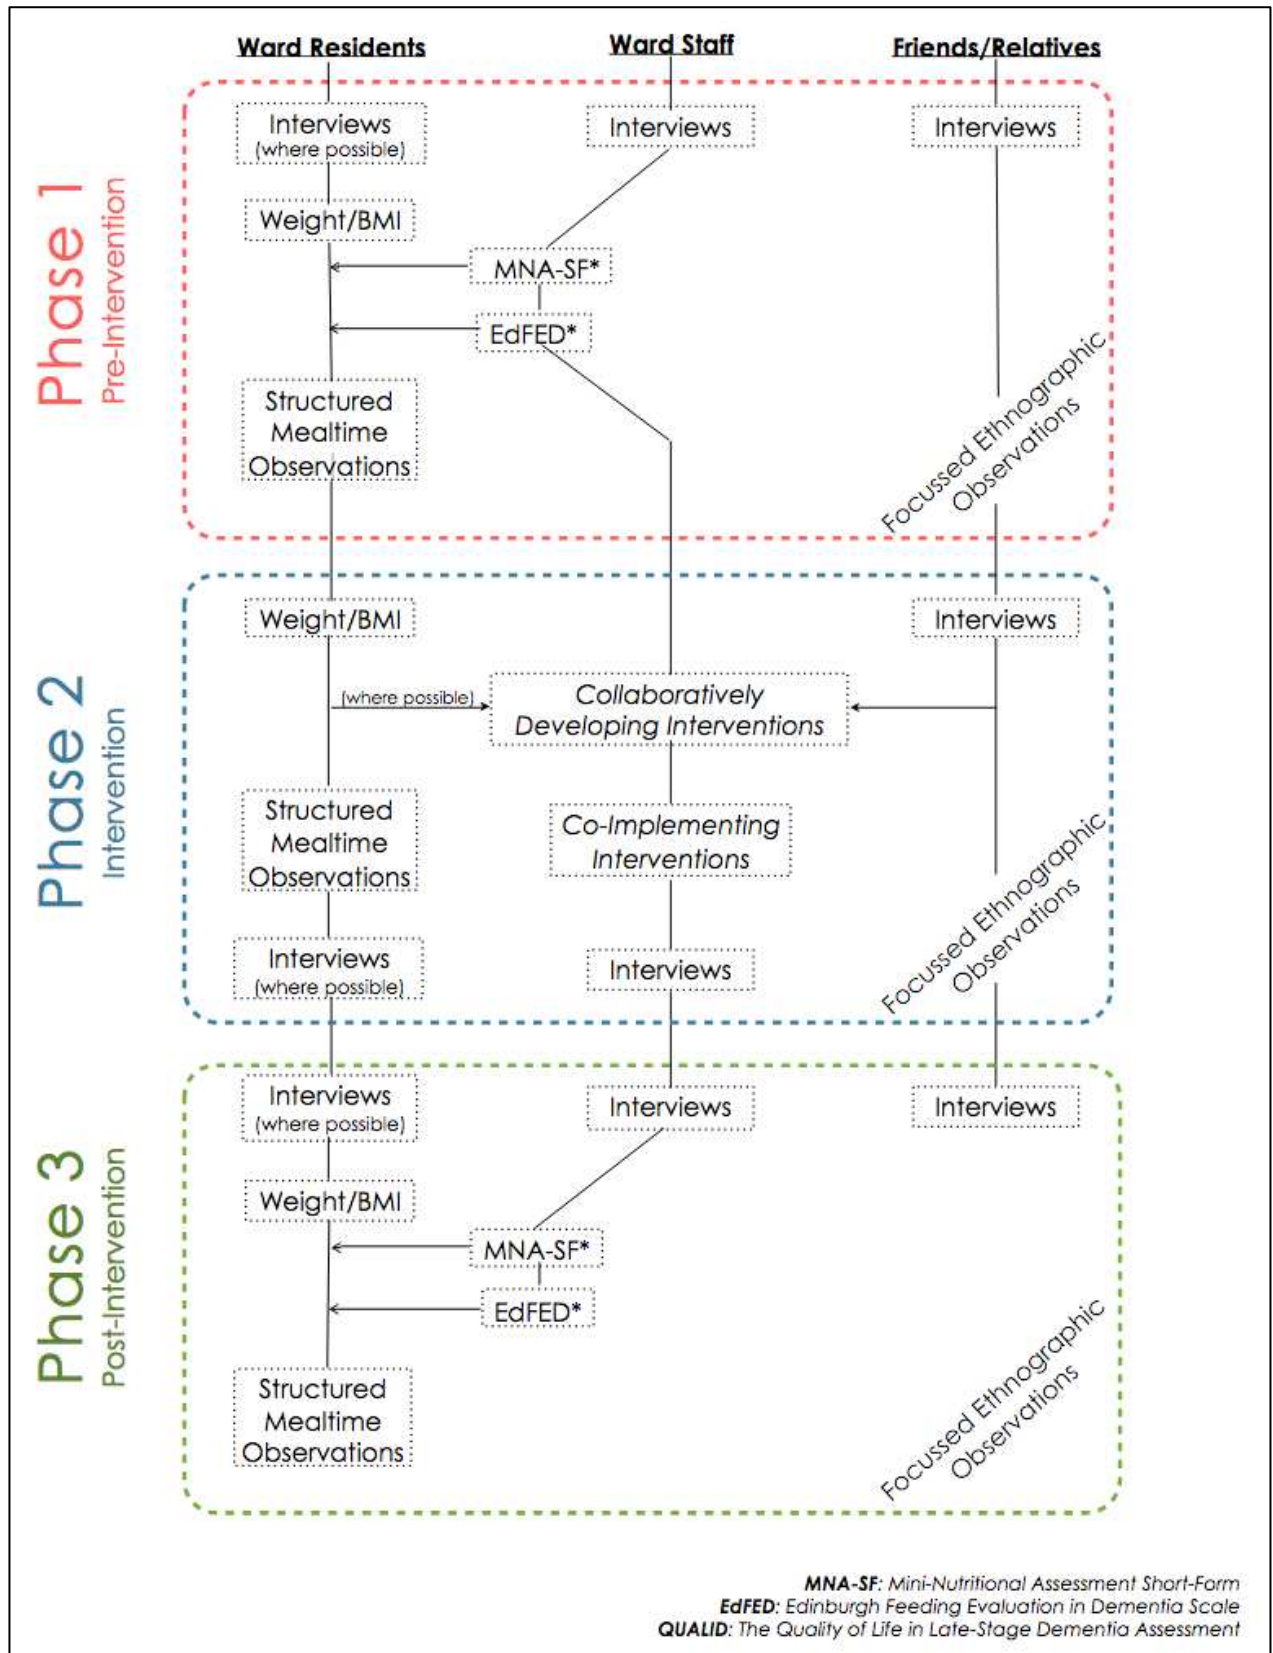 Ward Residents
Ward Staff
Friends/Relatives
Phase 1
Pre-Intervention
Interviews
(where possible)
Interviews
Interviews
Weight/BMI
MNA-SF*
EdFED*
Structured
Mealtime
Observations
Focussed Ethnographic
Observations
Phase 2
Intervention
Weight/BMI
Interviews
(where possible)
Collaboratively
Developing Interventions
Structured
Mealtime
Observations
Co-Implementing
Interventions
Focussed Ethnographic
Observations
Interviews
(where possible)
Interviews
Phase 3
Post-Intervention
Interviews
(where possible)
Interviews
Interviews
Weight/BMI
MNA-SF*
EdFED*
Structured
Mealtime
Observations
Focussed Ethnographic
Observations
MNA-SF: Mini-Nutritional Assessment Short-Form
EdFED: Edinburgh Feeding Evaluation in Dementia Scale
QUALID: The Quality of Life in Late-Stage Dementia Assessment